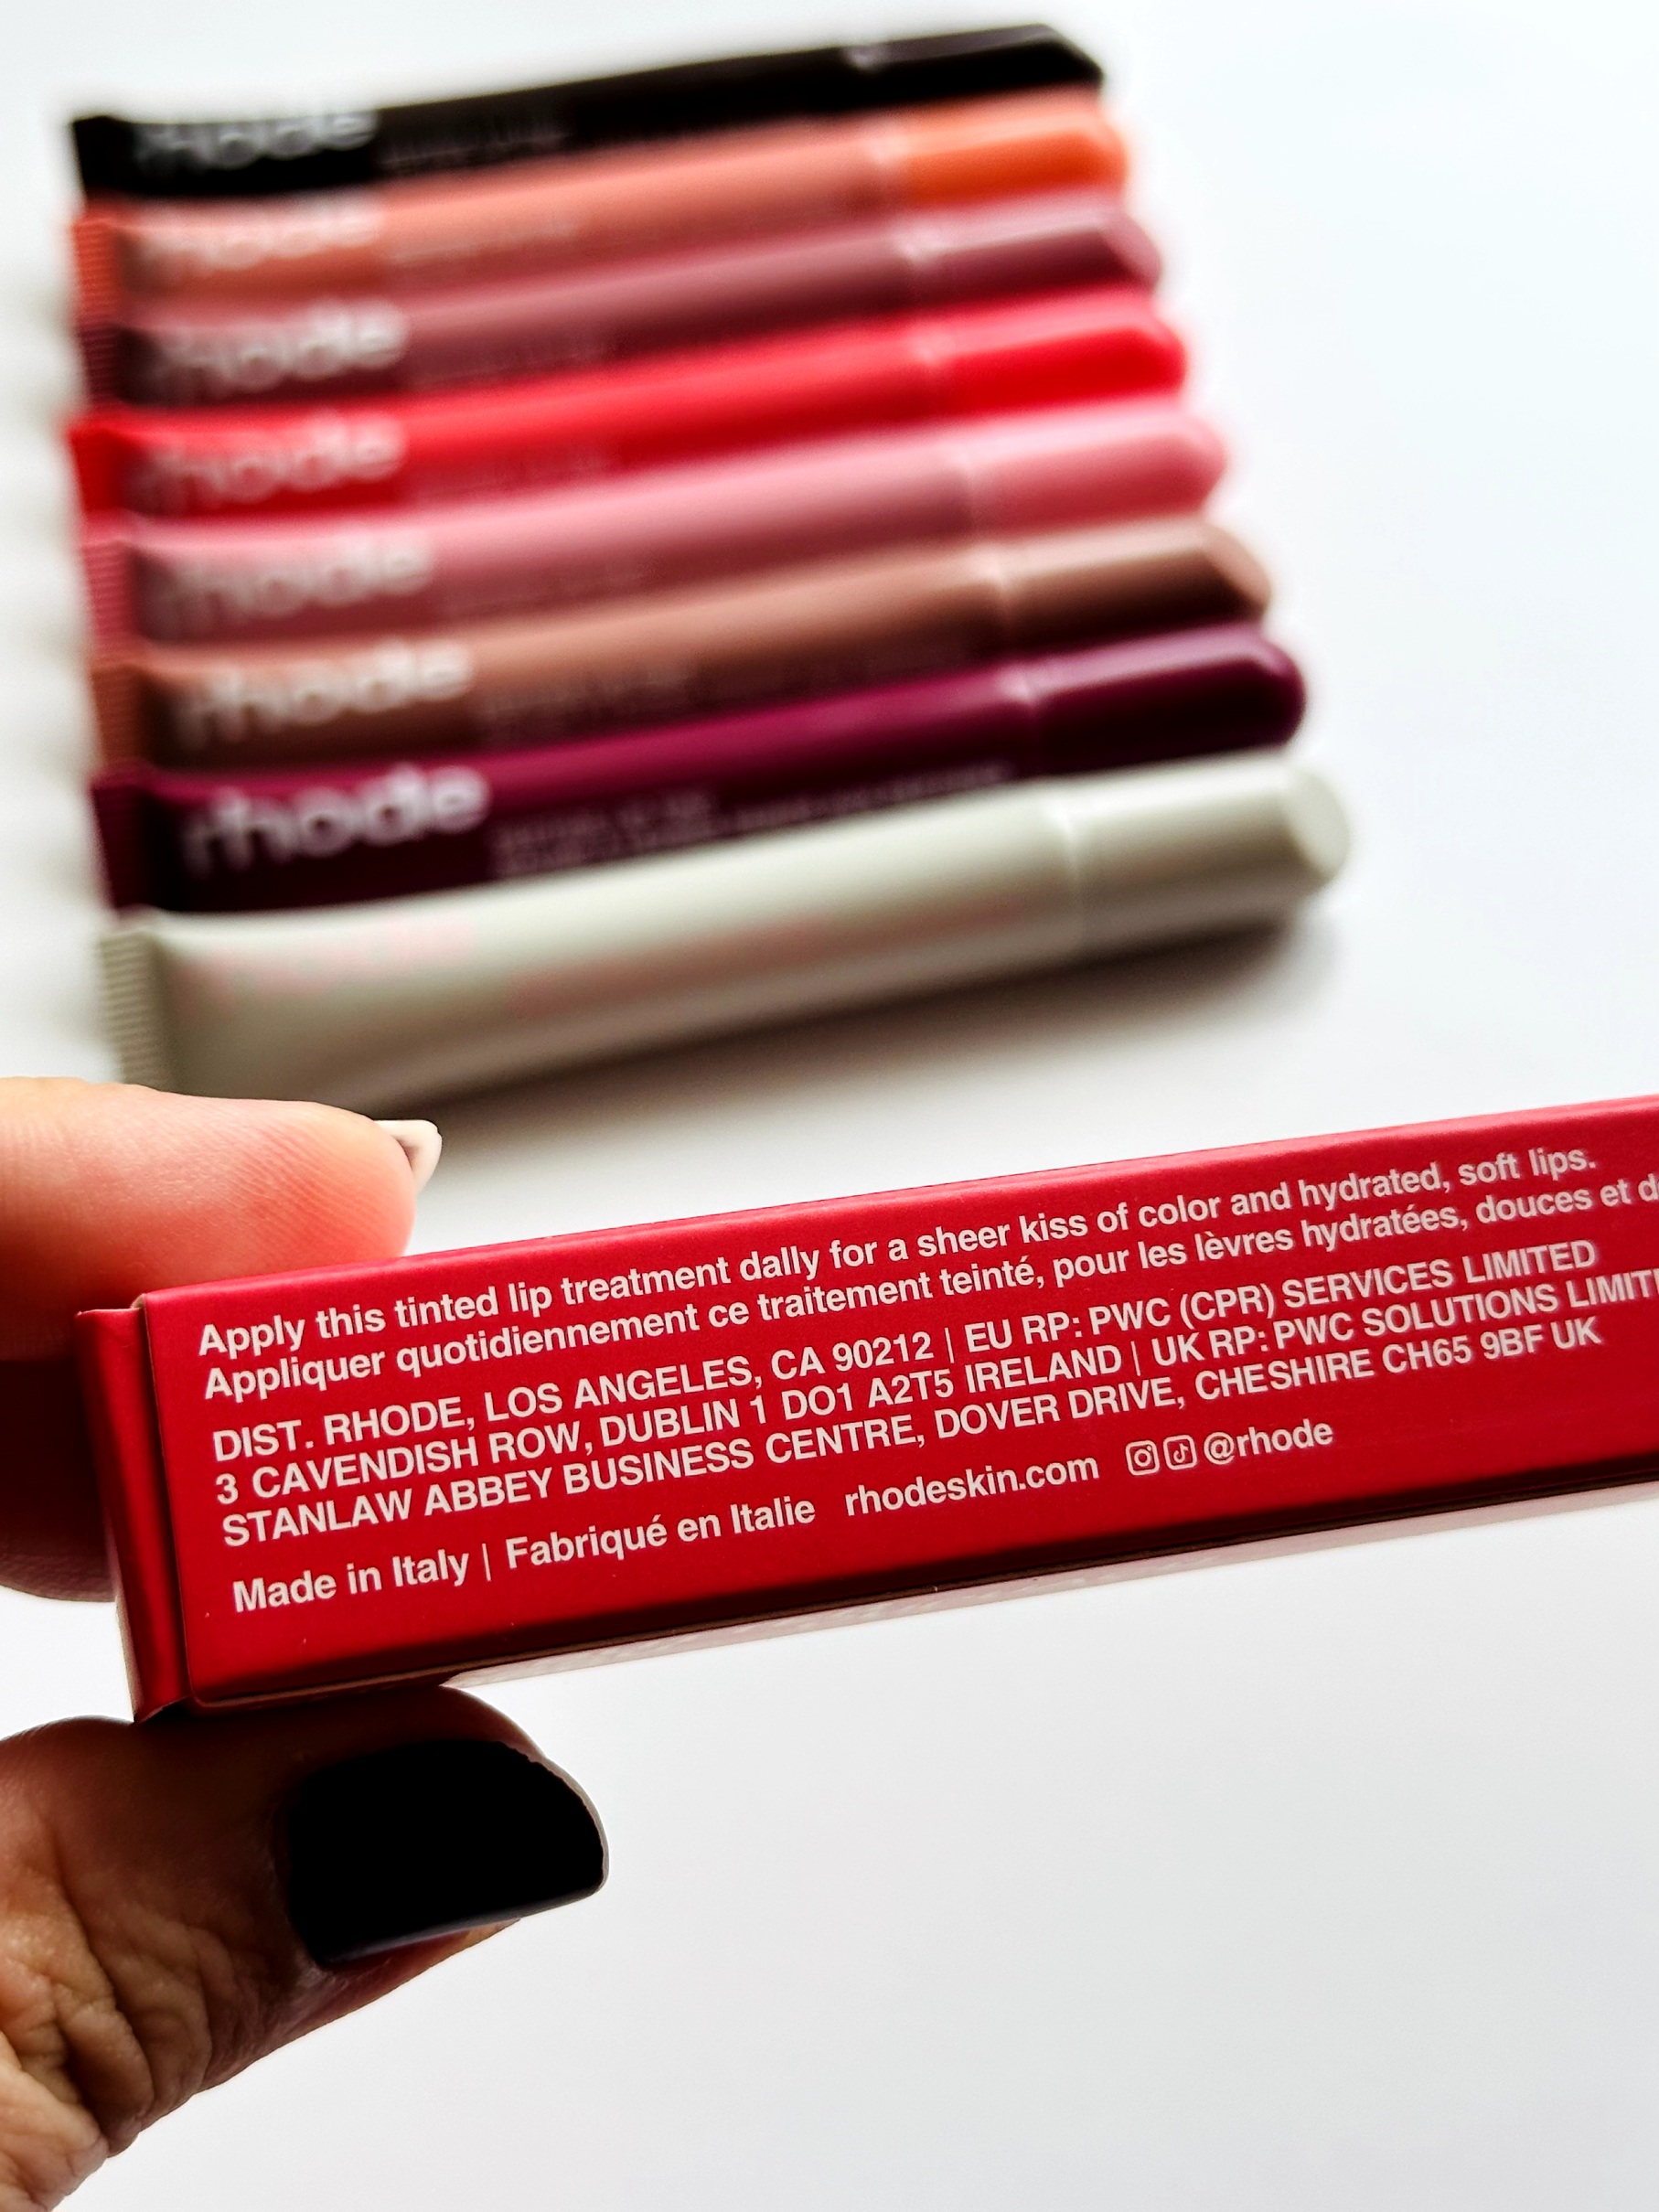 rhode
rhode
rhode
rhode
rhode
rhode
rhode
Apply this tinted lip treatment dally for a sheer kiss of color and hydrated, soft lips.
Appliquer quotidiennement ce traitement teinté, pour les lèvres hydratées, douces et
DIST. RHODE, LOS ANGELES, CA 90212 | EU RP: PWC (CPR) SERVICES LIMITED
3 CAVENDISH ROW, DUBLIN 1 DO1 A2T5 IRELAND | UK RP: PWC SOLUTIONS
STANLAW ABBEY BUSINESS CENTRE, DOVER DRIVE, CHESHIRE CH65 9BF UK
Made in Italy | Fabriqué en Italie rhodeskin.com @rhode